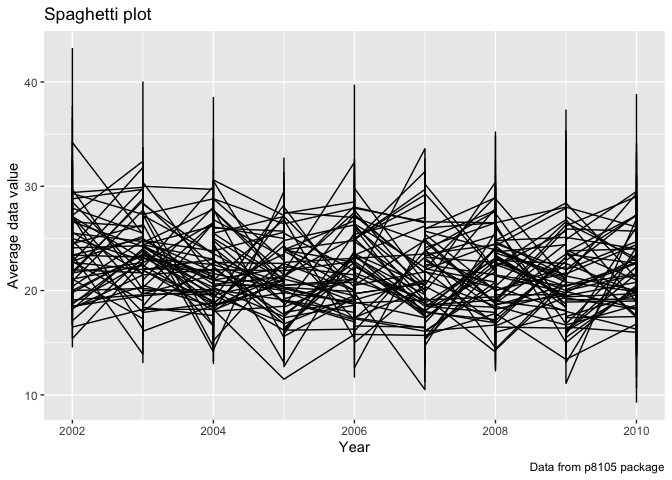 Spaghetti plot
Average data value
40
30
20
10
2002 2004 2006 2008 2010
Year
Data from p8105 package